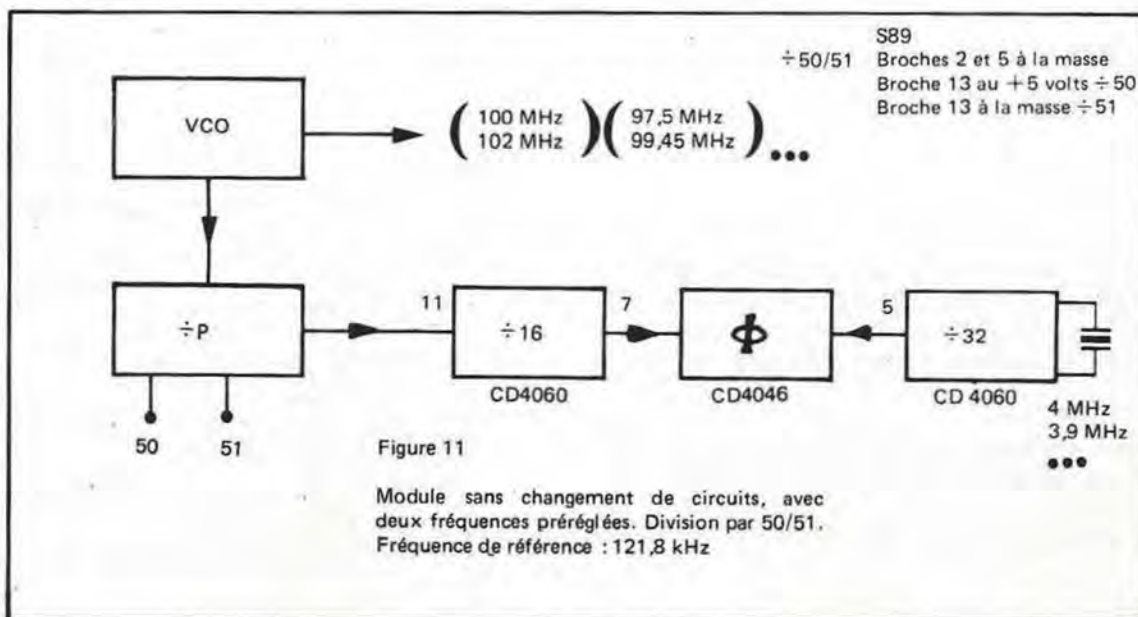 S89
÷50/51 Broches 2 et 5 à la masse
Broche 13 au +5 volts ÷50
Broche 13 à la masse ÷51
VCO
( 100 MHz ) ( 97,5 MHz )
( 102 MHz ) ( 99,45 MHz ) •••
÷P
11
÷16
7
ϕ
5
÷32
CD4060
CD4046
CD 4060
4 MHz
3,9 MHz
•••
50
51
Figure 11
Module sans changement de circuits, avec
deux fréquences préréglées. Division par 50/51.
Fréquence de référence : 121,8 kHz